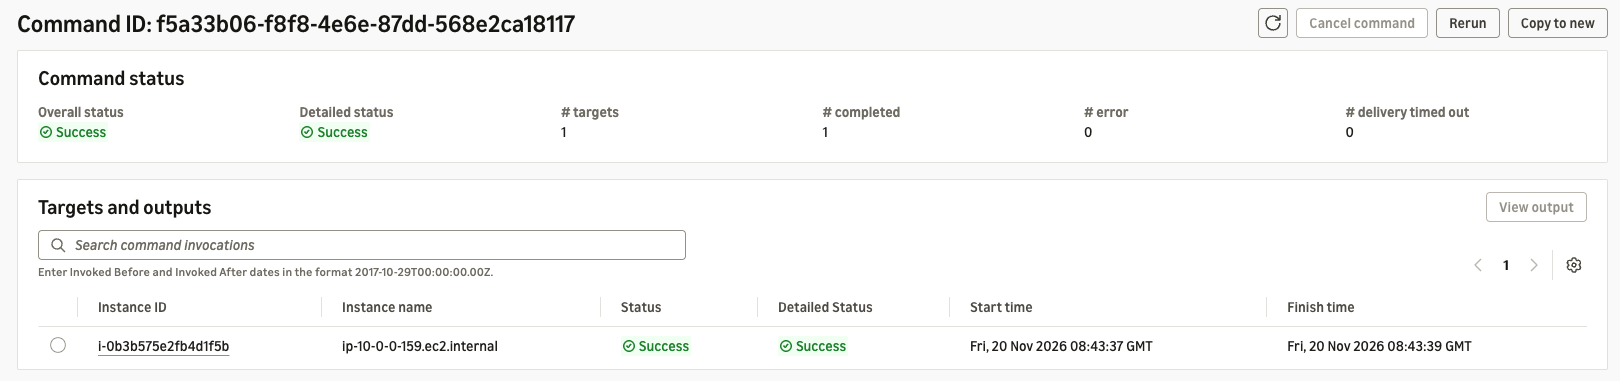 Command ID: f5a33b06-f8f8-4e6e-87dd-568e2ca18117
Cancel command
Rerun
Copy to new
Command status
Overall status
Success
Detailed status
Success
# targets
1
# completed
1
# error
0
# delivery timed out
0
Targets and outputs
View output
Search command invocations
Enter Invoked Before and Invoked After dates in the format 2017-10-29T00:00:00.00Z.
1
Instance ID Instance name Status Detailed Status Start time Finish time
i-0b3b575e2fb4d1f5b ip-10-0-0-159.ec2.internal Success Success Fri, 20 Nov 2026 08:43:37 GMT Fri, 20 Nov 2026 08:43:39 GMT